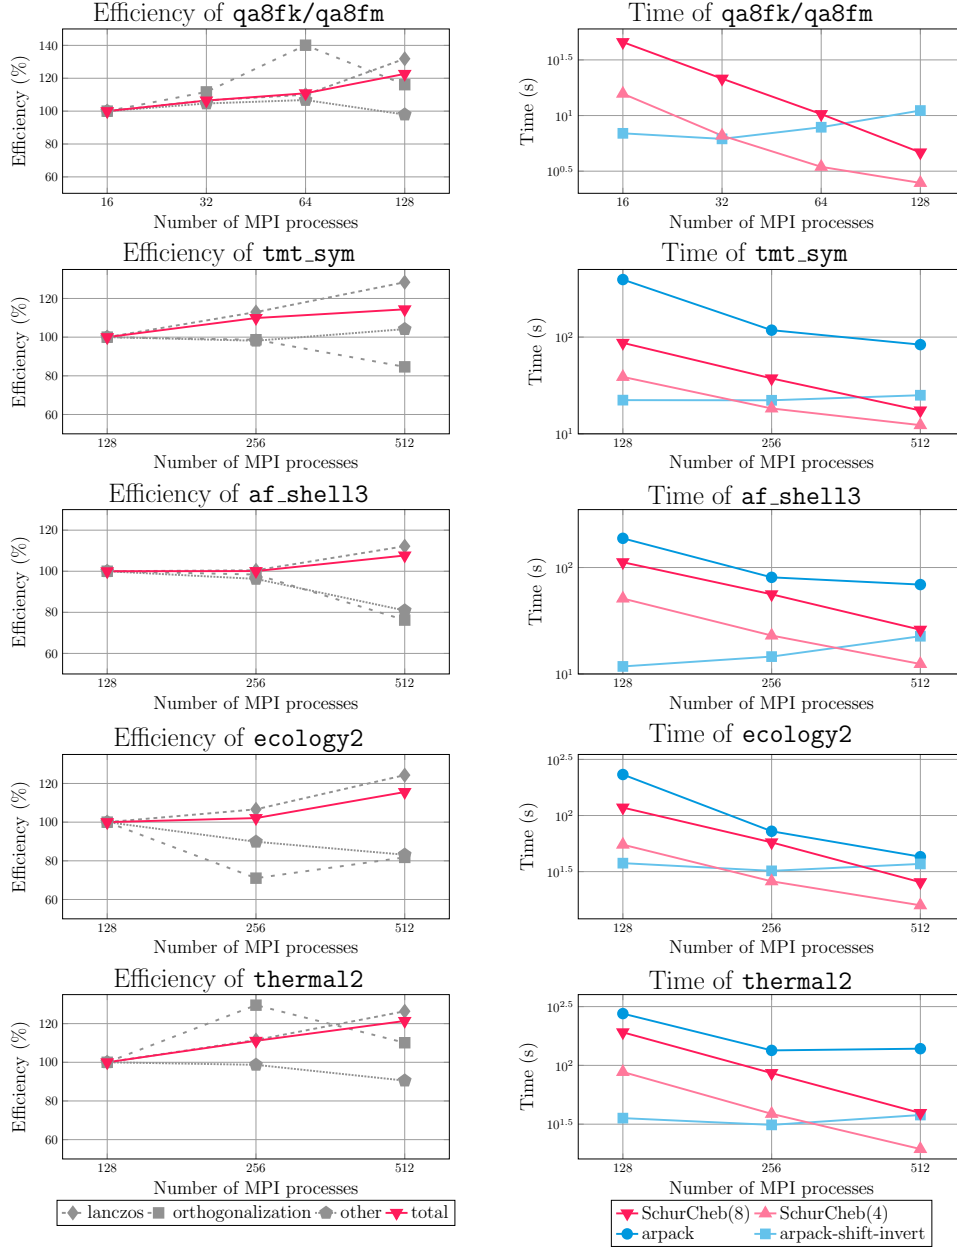 Efficiency of qa8fk/qa8fm
140
120
100
80
60
Efficiency (%)
16 32 64 128
Number of MPI processes
Time of qa8fk/qa8fm
10^1.5
10^1
10^0.5
Time (s)
16 32 64 128
Number of MPI processes
Efficiency of tmt_sym
120
100
80
60
Efficiency (%)
128 256 512
Number of MPI processes
Time of tmt_sym
10^2
10^1
Time (s)
128 256 512
Number of MPI processes
Efficiency of af_shell3
120
100
80
60
Efficiency (%)
128 256 512
Number of MPI processes
Time of af_shell3
10^2
10^1
Time (s)
128 256 512
Number of MPI processes
Efficiency of ecology2
120
100
80
60
Efficiency (%)
128 256 512
Number of MPI processes
Time of ecology2
10^2.5
10^2
10^1.5
Time (s)
128 256 512
Number of MPI processes
Efficiency of thermal2
120
100
80
60
Efficiency (%)
128 256 512
Number of MPI processes
lanczos orthogonalization other total
Time of thermal2
10^2.5
10^2
10^1.5
Time (s)
128 256 512
Number of MPI processes
SchurCheb(8) SchurCheb(4)
arpack arpack-shift-invert